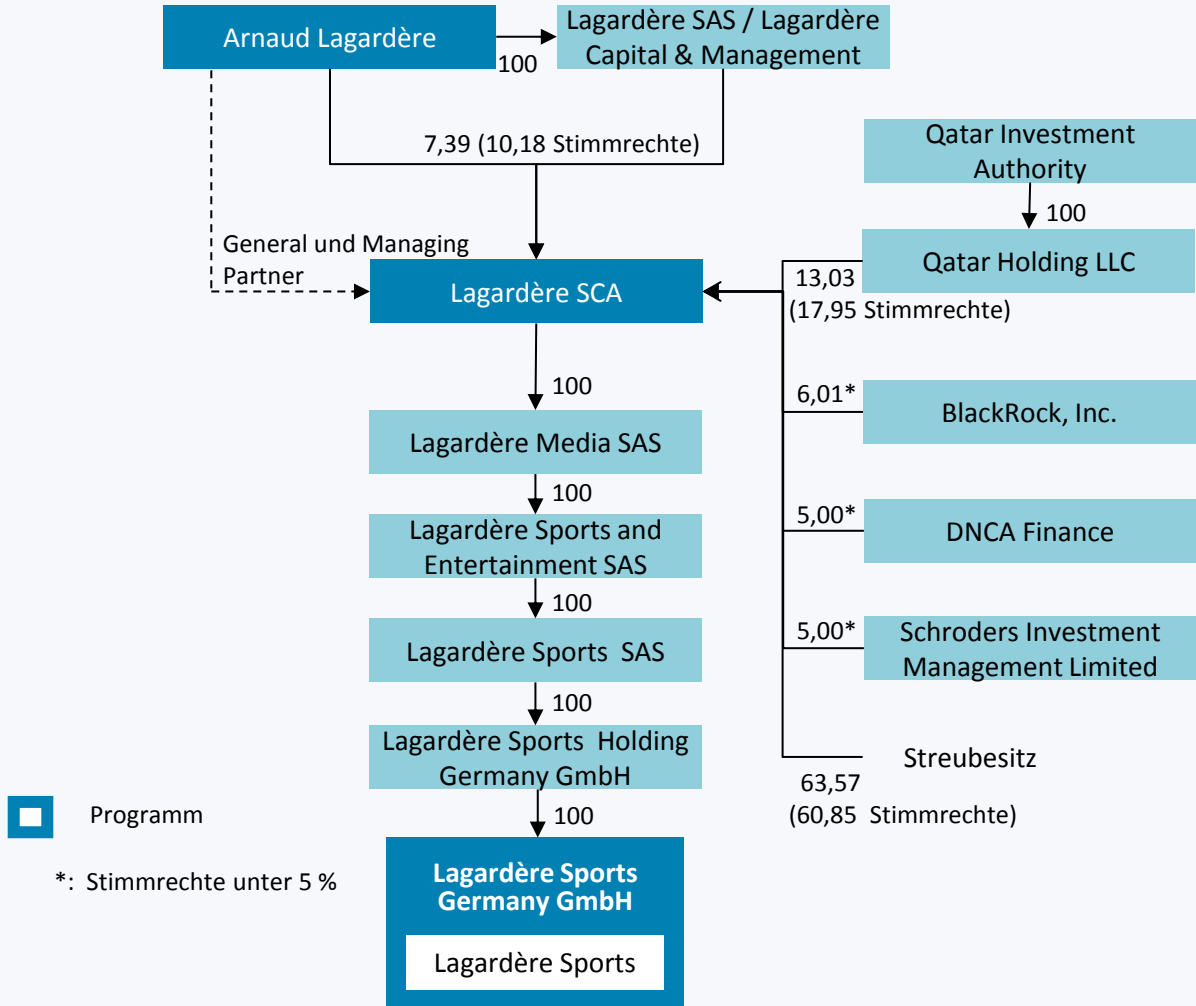 Arnaud Lagardère
100
Lagardère SAS / Lagardère
Capital & Management
7,39 (10,18 Stimmrechte)
Qatar Investment
Authority
100
General und Managing
Partner
Lagardère SCA
Qatar Holding LLC
13,03
(17,95 Stimmrechte)
100
6,01*
BlackRock, Inc.
Lagardère Media SAS
100
Lagardère Sports and
Entertainment SAS
5,00*
DNCA Finance
100
Lagardère Sports SAS
5,00*
Schroders Investment
Management Limited
100
Lagardère Sports Holding
Germany GmbH
Streubesitz
63,57
(60,85 Stimmrechte)
100
Programm
*: Stimmrechte unter 5 %
Lagardère Sports
Germany GmbH
Lagardère Sports